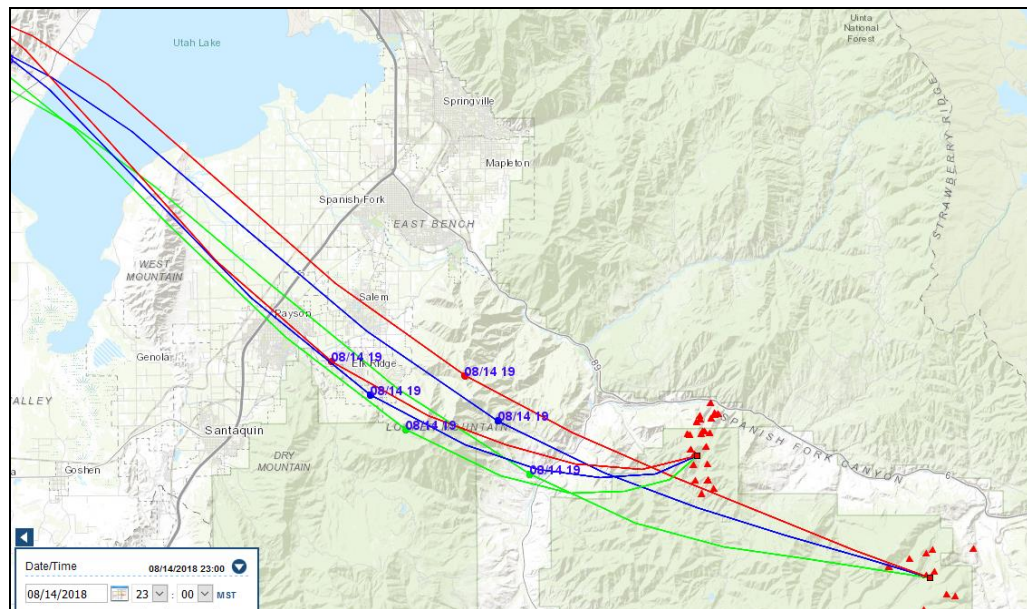 Uinta
National
Forest
Utah Lake
Springville
Mapleton
STRAWBERRY RIDGE
Spanish Fork
EAST BENCH
WEST
MOUNTAIN
Salem
Payson
Genola
Elk Ridge
08/14 19
08/14 19
89
08/14 19
08/14 19
08/14 19
08/14 19
SPANISH FORK CANYON
6
Santaquin
DRY
MOUNTAIN
Goshen
Date/Time
08/14/2018 23:00
08/14/2018
23 : 00 MST